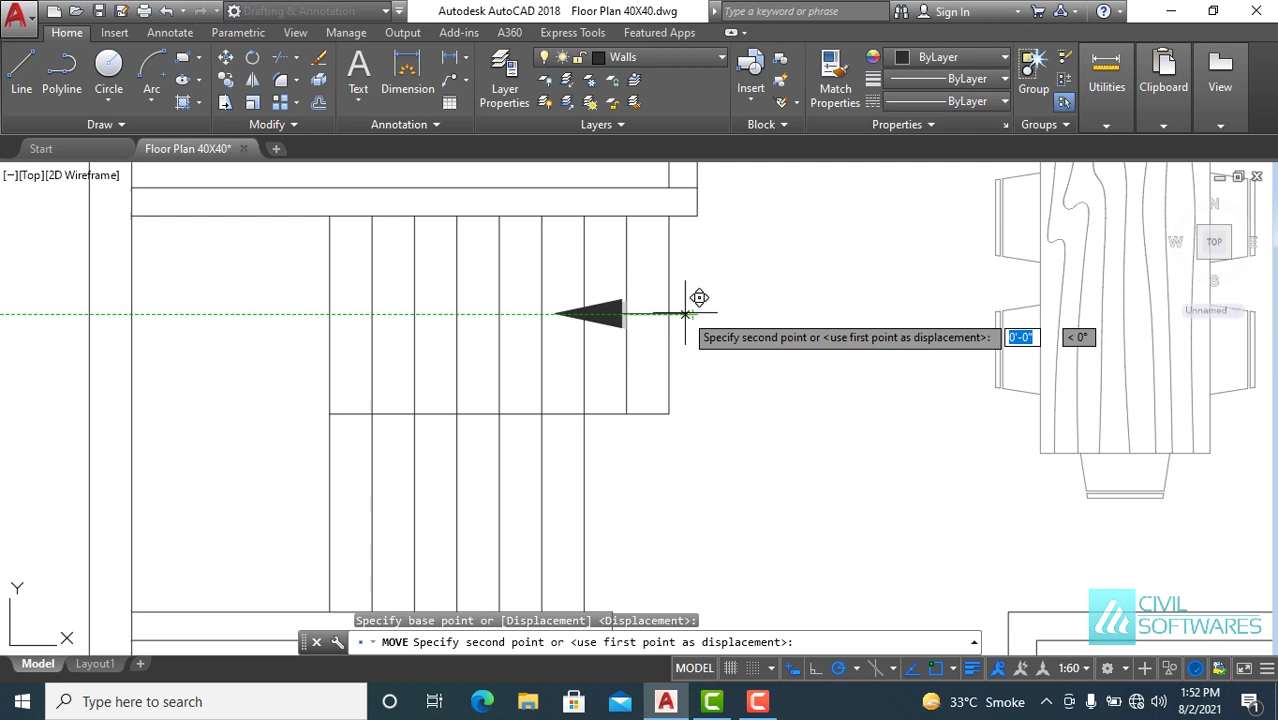 Drafting & Annotation
Autodesk AutoCAD 2018 Floor Plan 40X40.dwg
Type a keyword or phrase
Sign In
Home Insert Annotate Parametric View Manage Output Add-ins A360 Express Tools Featured Apps
Line Polyline Circle Arc
Text Dimension
Layer Properties
Walls
Insert
Match Properties
ByLayer
ByLayer
ByLayer
Group
Utilities Clipboard View
Draw Modify Annotation Layers Block Properties Groups
Start Floor Plan 40X40*
[−][Top][2D Wireframe]
N
W TOP E
S
Unnamed
Specify second point or <use first point as displacement>: 0'-0" < 0°
Y
X
CIVIL
SOFTWARES
Specify base point or [Displacement] <Displacement>:
MOVE Specify second point or <use first point as displacement>:
Model Layout1
MODEL 1:60
Type here to search
33°C Smoke
1:52 PM
8/2/2021
1